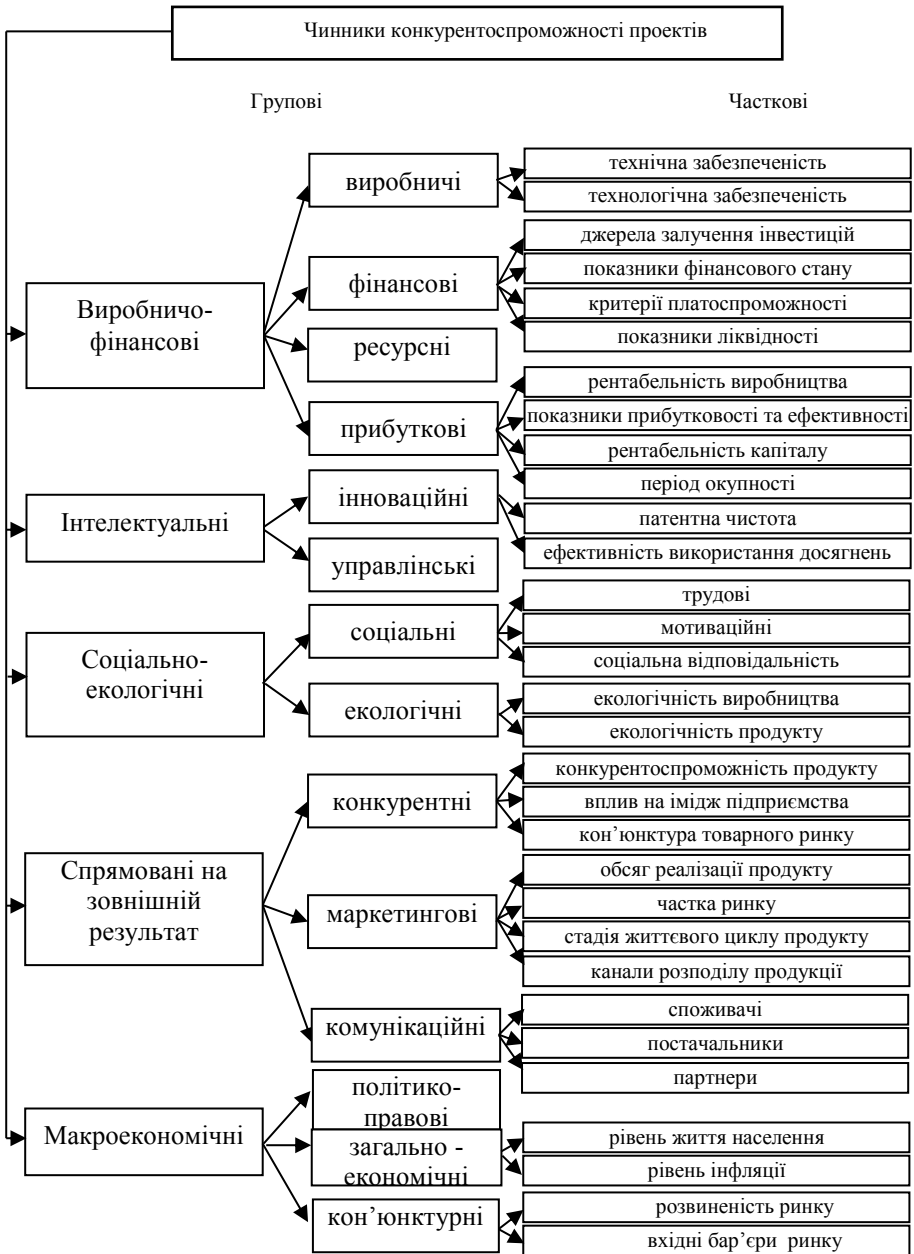 Чинники конкурентоспроможності проектів
Групові
Часткові
Виробничо-
фінансові
виробничі
технічна забезпеченість
технологічна забезпеченість
фінансові
джерела залучення інвестицій
показники фінансового стану
критерії платоспроможності
показники ліквідності
ресурсні
прибуткові
рентабельність виробництва
показники прибутковості та ефективності
рентабельність капіталу
період окупності
Інтелектуальні
інноваційні
патентна чистота
ефективність використання досягнень
управлінські
Соціально-
екологічні
соціальні
трудові
мотиваційні
соціальна відповідальність
екологічні
екологічність виробництва
екологічність продукту
Спрямовані на
зовнішній
результат
конкурентні
конкурентоспроможність продукту
вплив на імідж підприємства
кон’юнктура товарного ринку
маркетингові
обсяг реалізації продукту
частка ринку
стадія життєвого циклу продукту
канали розподілу продукції
комунікаційні
споживачі
постачальники
партнери
Макроекономічні
політико-
правові
загально -
економічні
рівень життя населення
рівень інфляції
кон’юнктурні
розвиненість ринку
вхідні бар’єри ринку